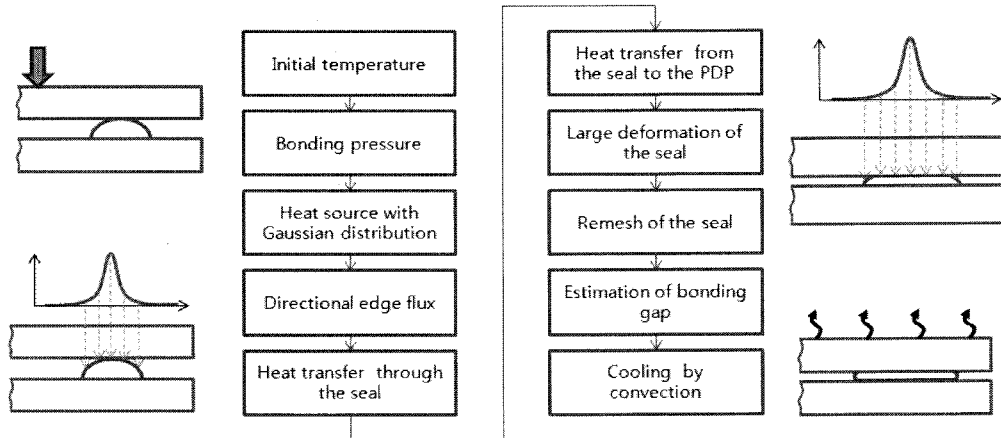 Initial temperature
Bonding pressure
Heat source with
Gaussian distribution
Directional edge flux
Heat transfer through
the seal
Heat transfer from
the seal to the PDP
Large deformation of
the seal
Remesh of the seal
Estimation of bonding
gap
Cooling by
convection